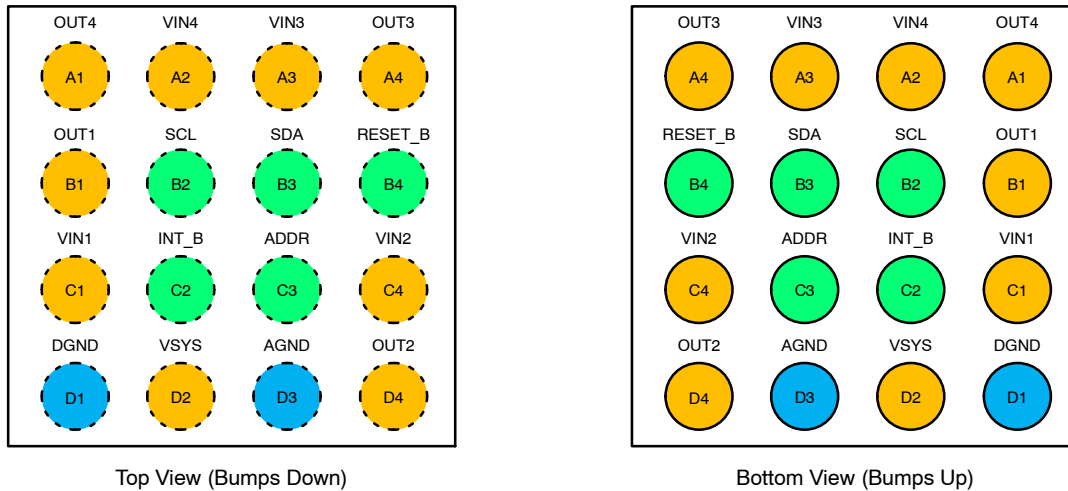 OUT4 VIN4 VIN3 OUT3
A1 A2 A3 A4
OUT1 SCL SDA RESET_B
B1 B2 B3 B4
VIN1 INT_B ADDR VIN2
C1 C2 C3 C4
DGND VSYS AGND OUT2
D1 D2 D3 D4
Top View (Bumps Down)
OUT3 VIN3 VIN4 OUT4
A4 A3 A2 A1
RESET_B SDA SCL OUT1
B4 B3 B2 B1
VIN2 ADDR INT_B VIN1
C4 C3 C2 C1
OUT2 AGND VSYS DGND
D4 D3 D2 D1
Bottom View (Bumps Up)